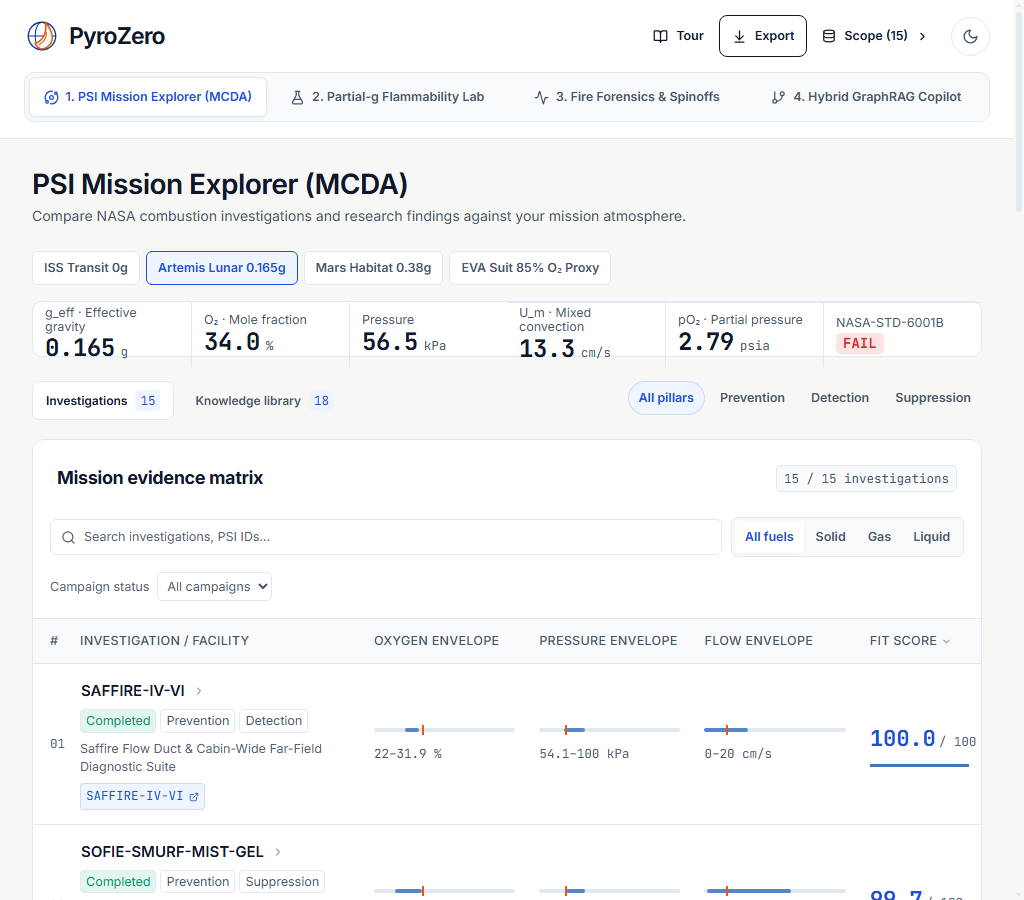 PyroZero
Tour
Export
Scope (15)
1. PSI Mission Explorer (MCDA)
2. Partial-g Flammability Lab
3. Fire Forensics & Spinoffs
4. Hybrid GraphRAG Copilot
PSI Mission Explorer (MCDA)
Compare NASA combustion investigations and research findings against your mission atmosphere.
ISS Transit 0g
Artemis Lunar 0.165g
Mars Habitat 0.38g
EVA Suit 85% O₂ Proxy
g_eff · Effective
gravity
0.165 g
O₂ · Mole fraction
34.0 %
Pressure
56.5 kPa
U_m · Mixed
convection
13.3 cm/s
pO₂ · Partial pressure
2.79 psia
NASA-STD-6001B
FAIL
Investigations 15
Knowledge library 18
All pillars
Prevention
Detection
Suppression
Mission evidence matrix
15 / 15 investigations
Search investigations, PSI IDs...
All fuels
Solid
Gas
Liquid
Campaign status
All campaigns
# INVESTIGATION / FACILITY OXYGEN ENVELOPE PRESSURE ENVELOPE FLOW ENVELOPE FIT SCORE
01
SAFFIRE-IV-VI
Completed Prevention Detection
Saffire Flow Duct & Cabin-Wide Far-Field
Diagnostic Suite
SAFFIRE-IV-VI
22–31.9 %
54.1–100 kPa
0–20 cm/s
100.0 / 100
SOFIE-SMURF-MIST-GEL
Completed Prevention Suppression
99.7 / 100